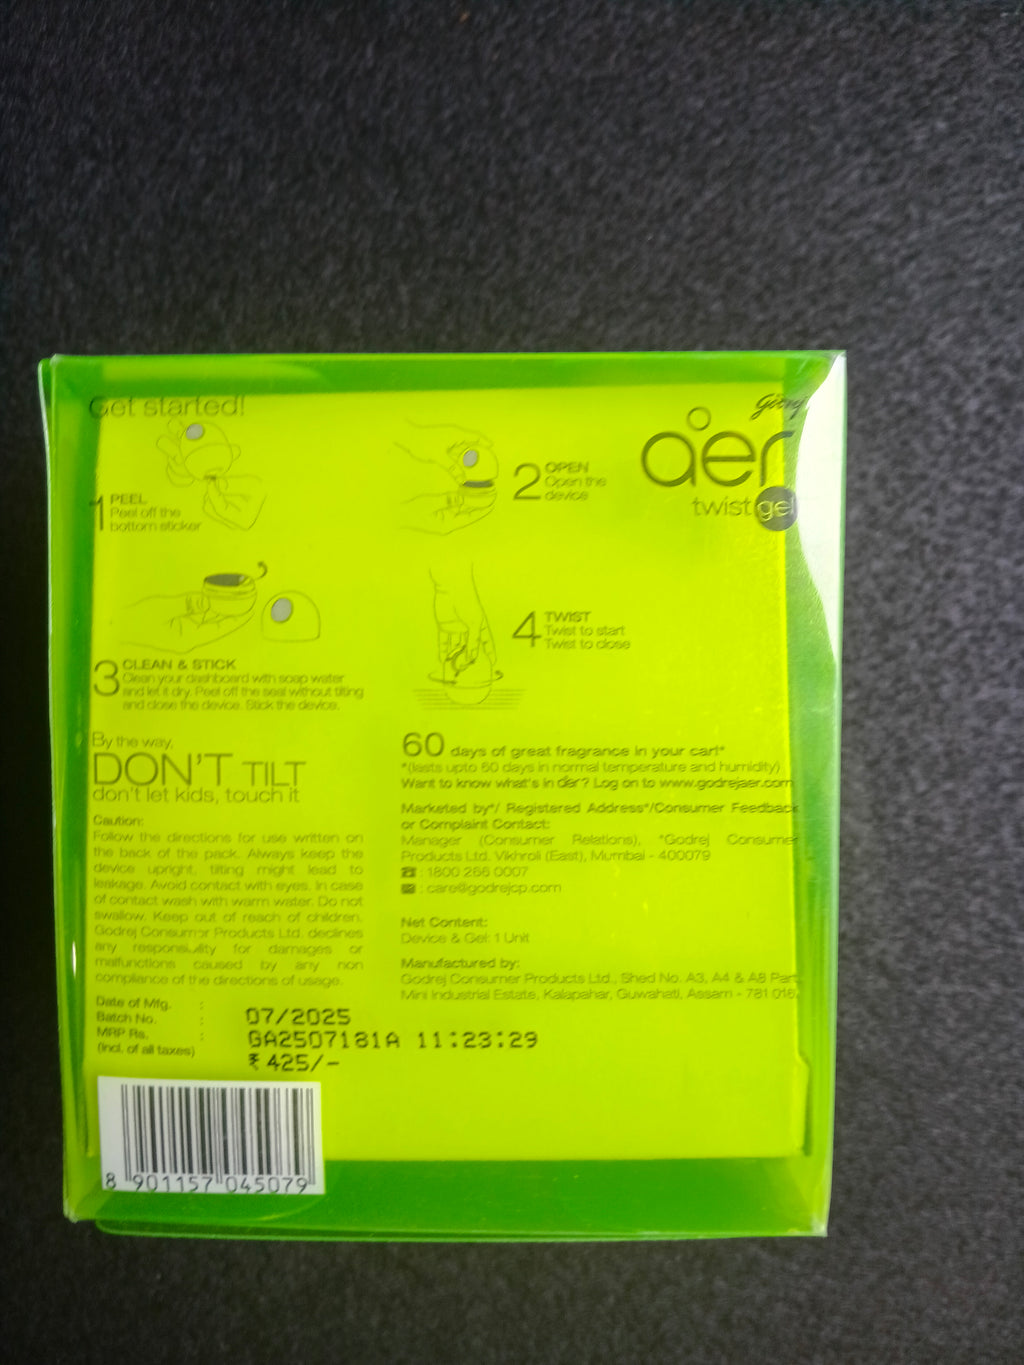 Get started!
1 PEEL
Peel off the
bottom sticker
2 OPEN
Open the
device
Godrej
aer
twist gel
3 CLEAN & STICK
Clean your dashboard with soap water
and let it dry. Peel off the seal without tilting
and close the device. Stick the device.
4 TWIST
Twist to start
Twist to close
By the way,
DON'T TILT
don't let kids, touch it
Caution:
Follow the directions for use written on
the back of the pack. Always keep the
device upright, tilting might lead to
leakage. Avoid contact with eyes. In case
of contact wash with warm water. Do not
swallow. Keep out of reach of children.
Godrej Consumer Products Ltd. declines
any responsibility for damages or
malfunctions caused by any non
compliance of the directions of usage.
60 days of great fragrance in your car!*
*(lasts upto 60 days in normal temperature and humidity)
Want to know what's in aer? Log on to www.godrejaer.com
Marketed by*/ Registered Address*/Consumer Feedback
or Complaint Contact:
Manager (Consumer Relations), *Godrej Consumer
Products Ltd. Vikhroli (East), Mumbai - 400079
: 1800 266 0007
: care@godrejcp.com
Net Content:
Device & Gel: 1 Unit
Manufactured by:
Godrej Consumer Products Ltd., Shed No. A3, A4 & A8 Part,
Mini Industrial Estate, Kalapahar, Guwahati, Assam - 781 016.
Date of Mfg. : 07/2025
Batch No. : GA2507181A 11:23:29
MRP Rs. : ₹ 425/-
(incl. of all taxes)
8 901157 045079